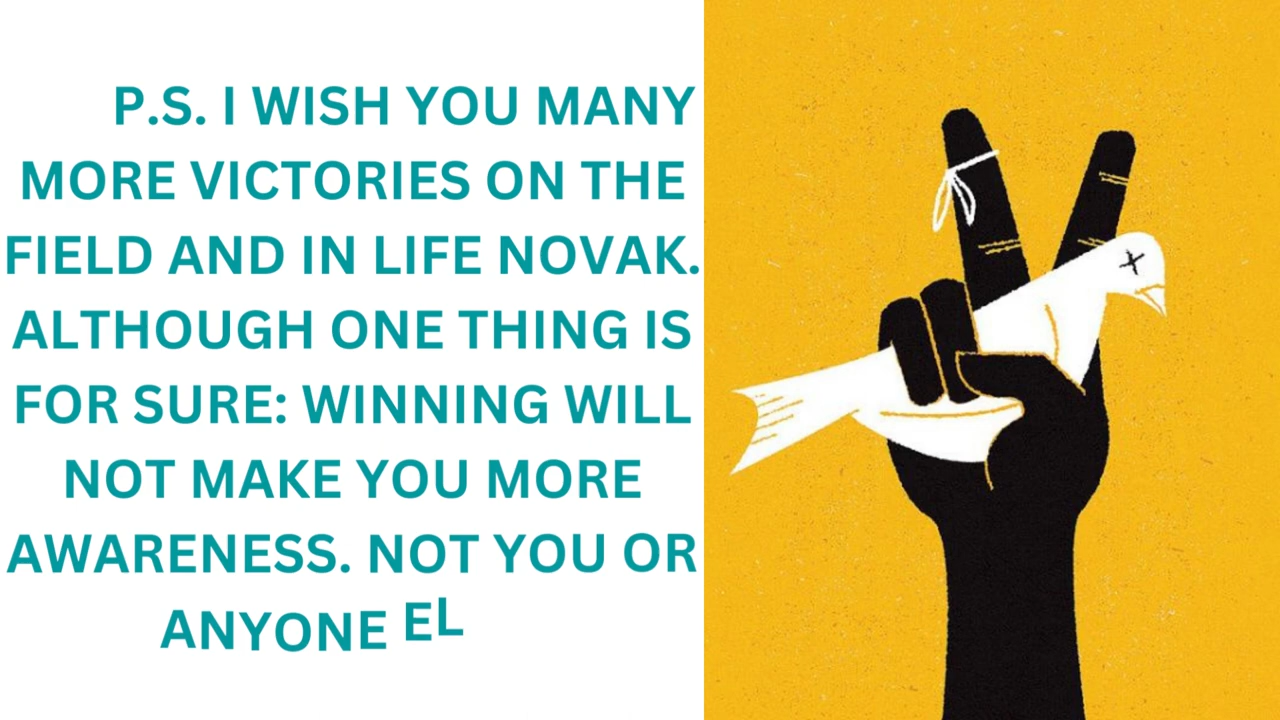 P.S. I WISH YOU MANY
MORE VICTORIES ON THE
FIELD AND IN LIFE NOVAK.
ALTHOUGH ONE THING IS
FOR SURE: WINNING WILL
NOT MAKE YOU MORE
AWARENESS. NOT YOU OR
ANYONE EL